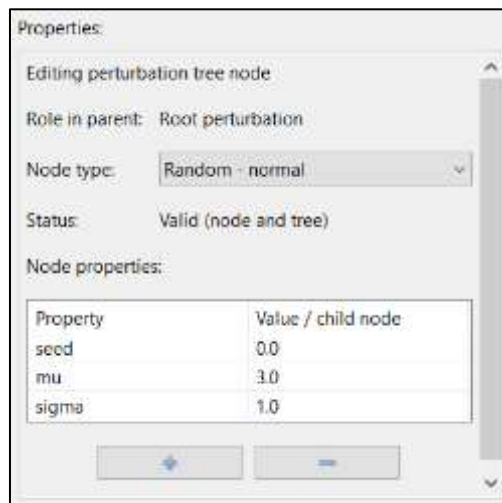 Properties:
Editing perturbation tree node
Role in parent: Root perturbation
Node type: Random - normal
Status: Valid (node and tree)
Node properties:
Property Value / child node
seed 0.0
mu 3.0
sigma 1.0